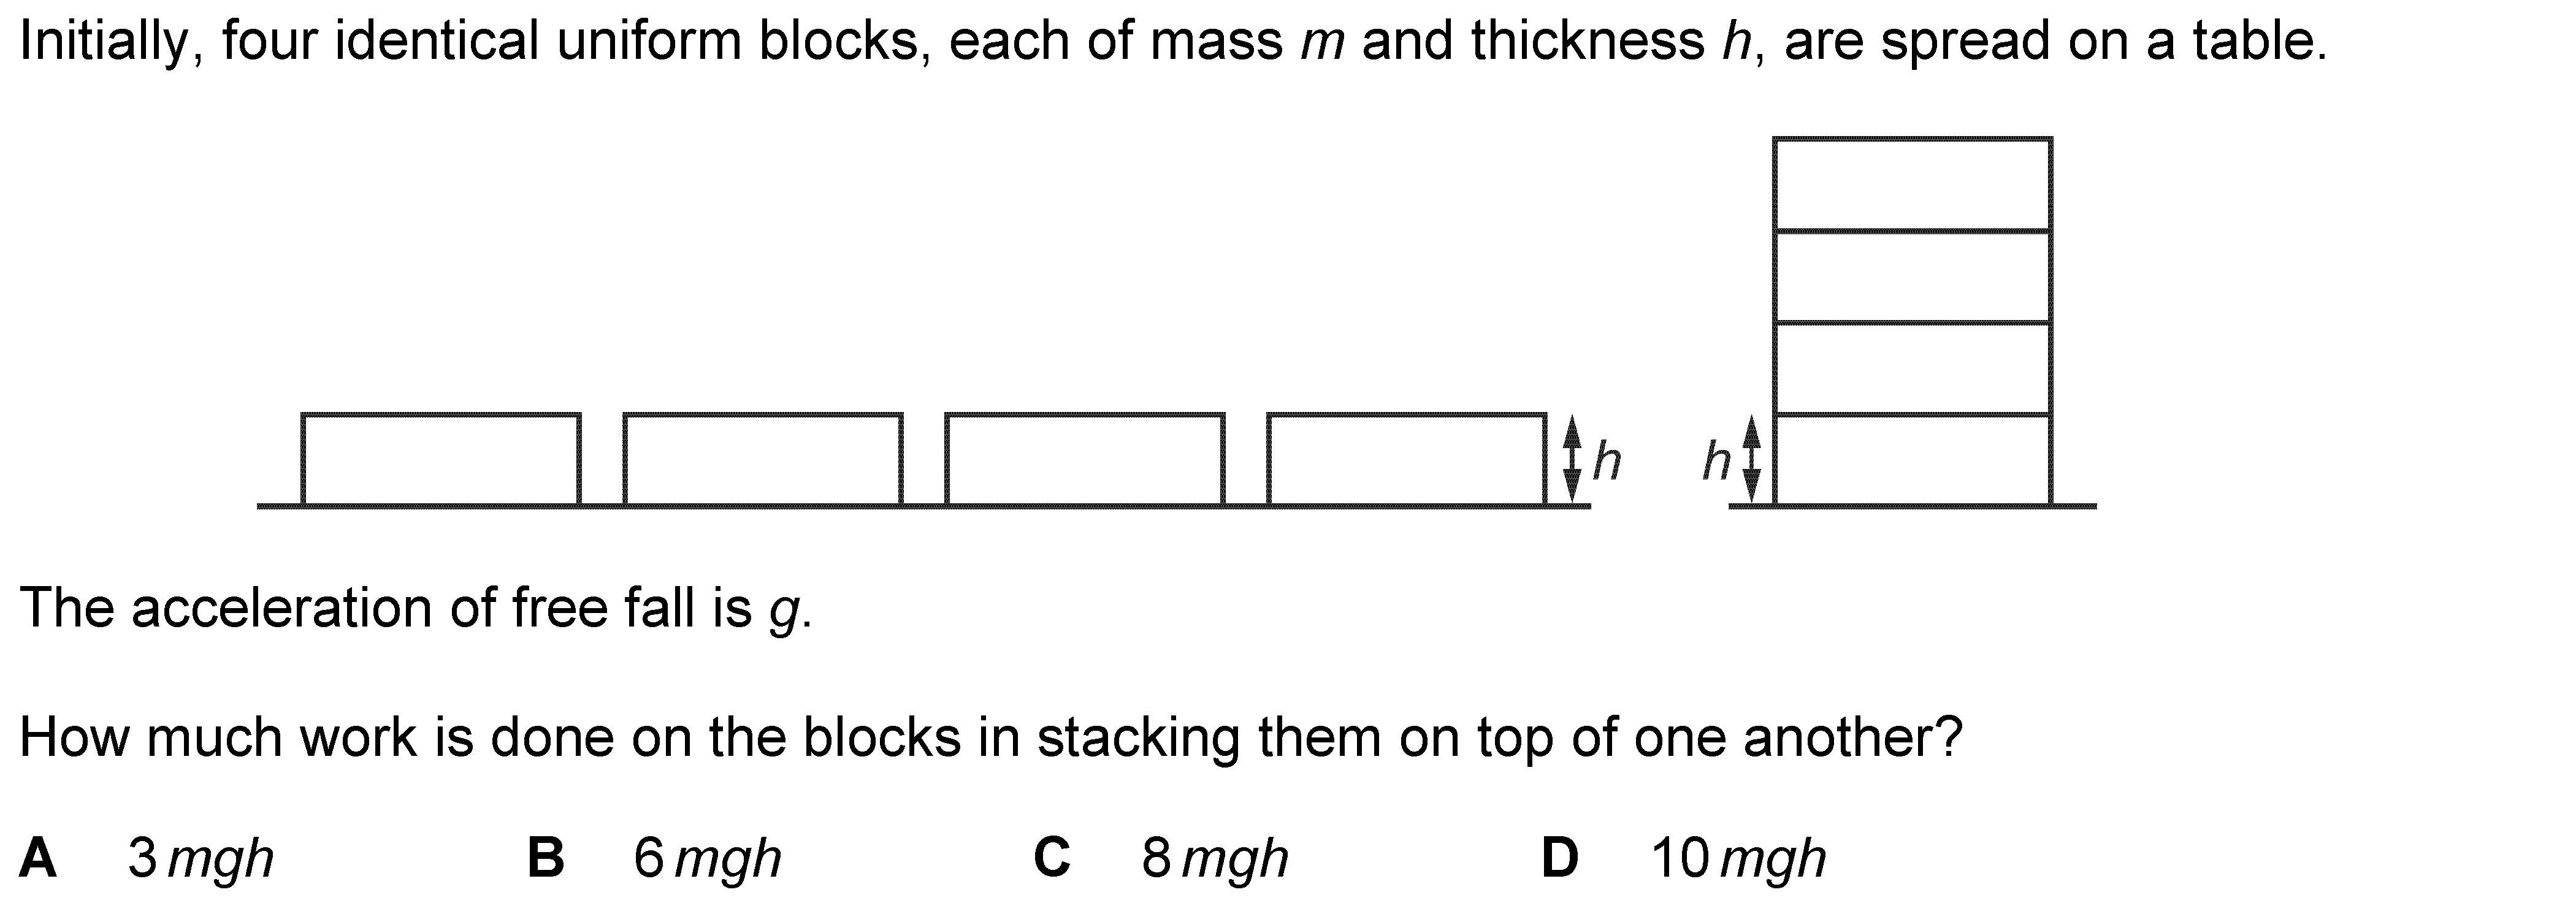 Initially, four identical uniform blocks, each of mass m and thickness h, are spread on a table.
h h
The acceleration of free fall is g.
How much work is done on the blocks in stacking them on top of one another?
A 3 mgh B 6 mgh C 8 mgh D 10 mgh